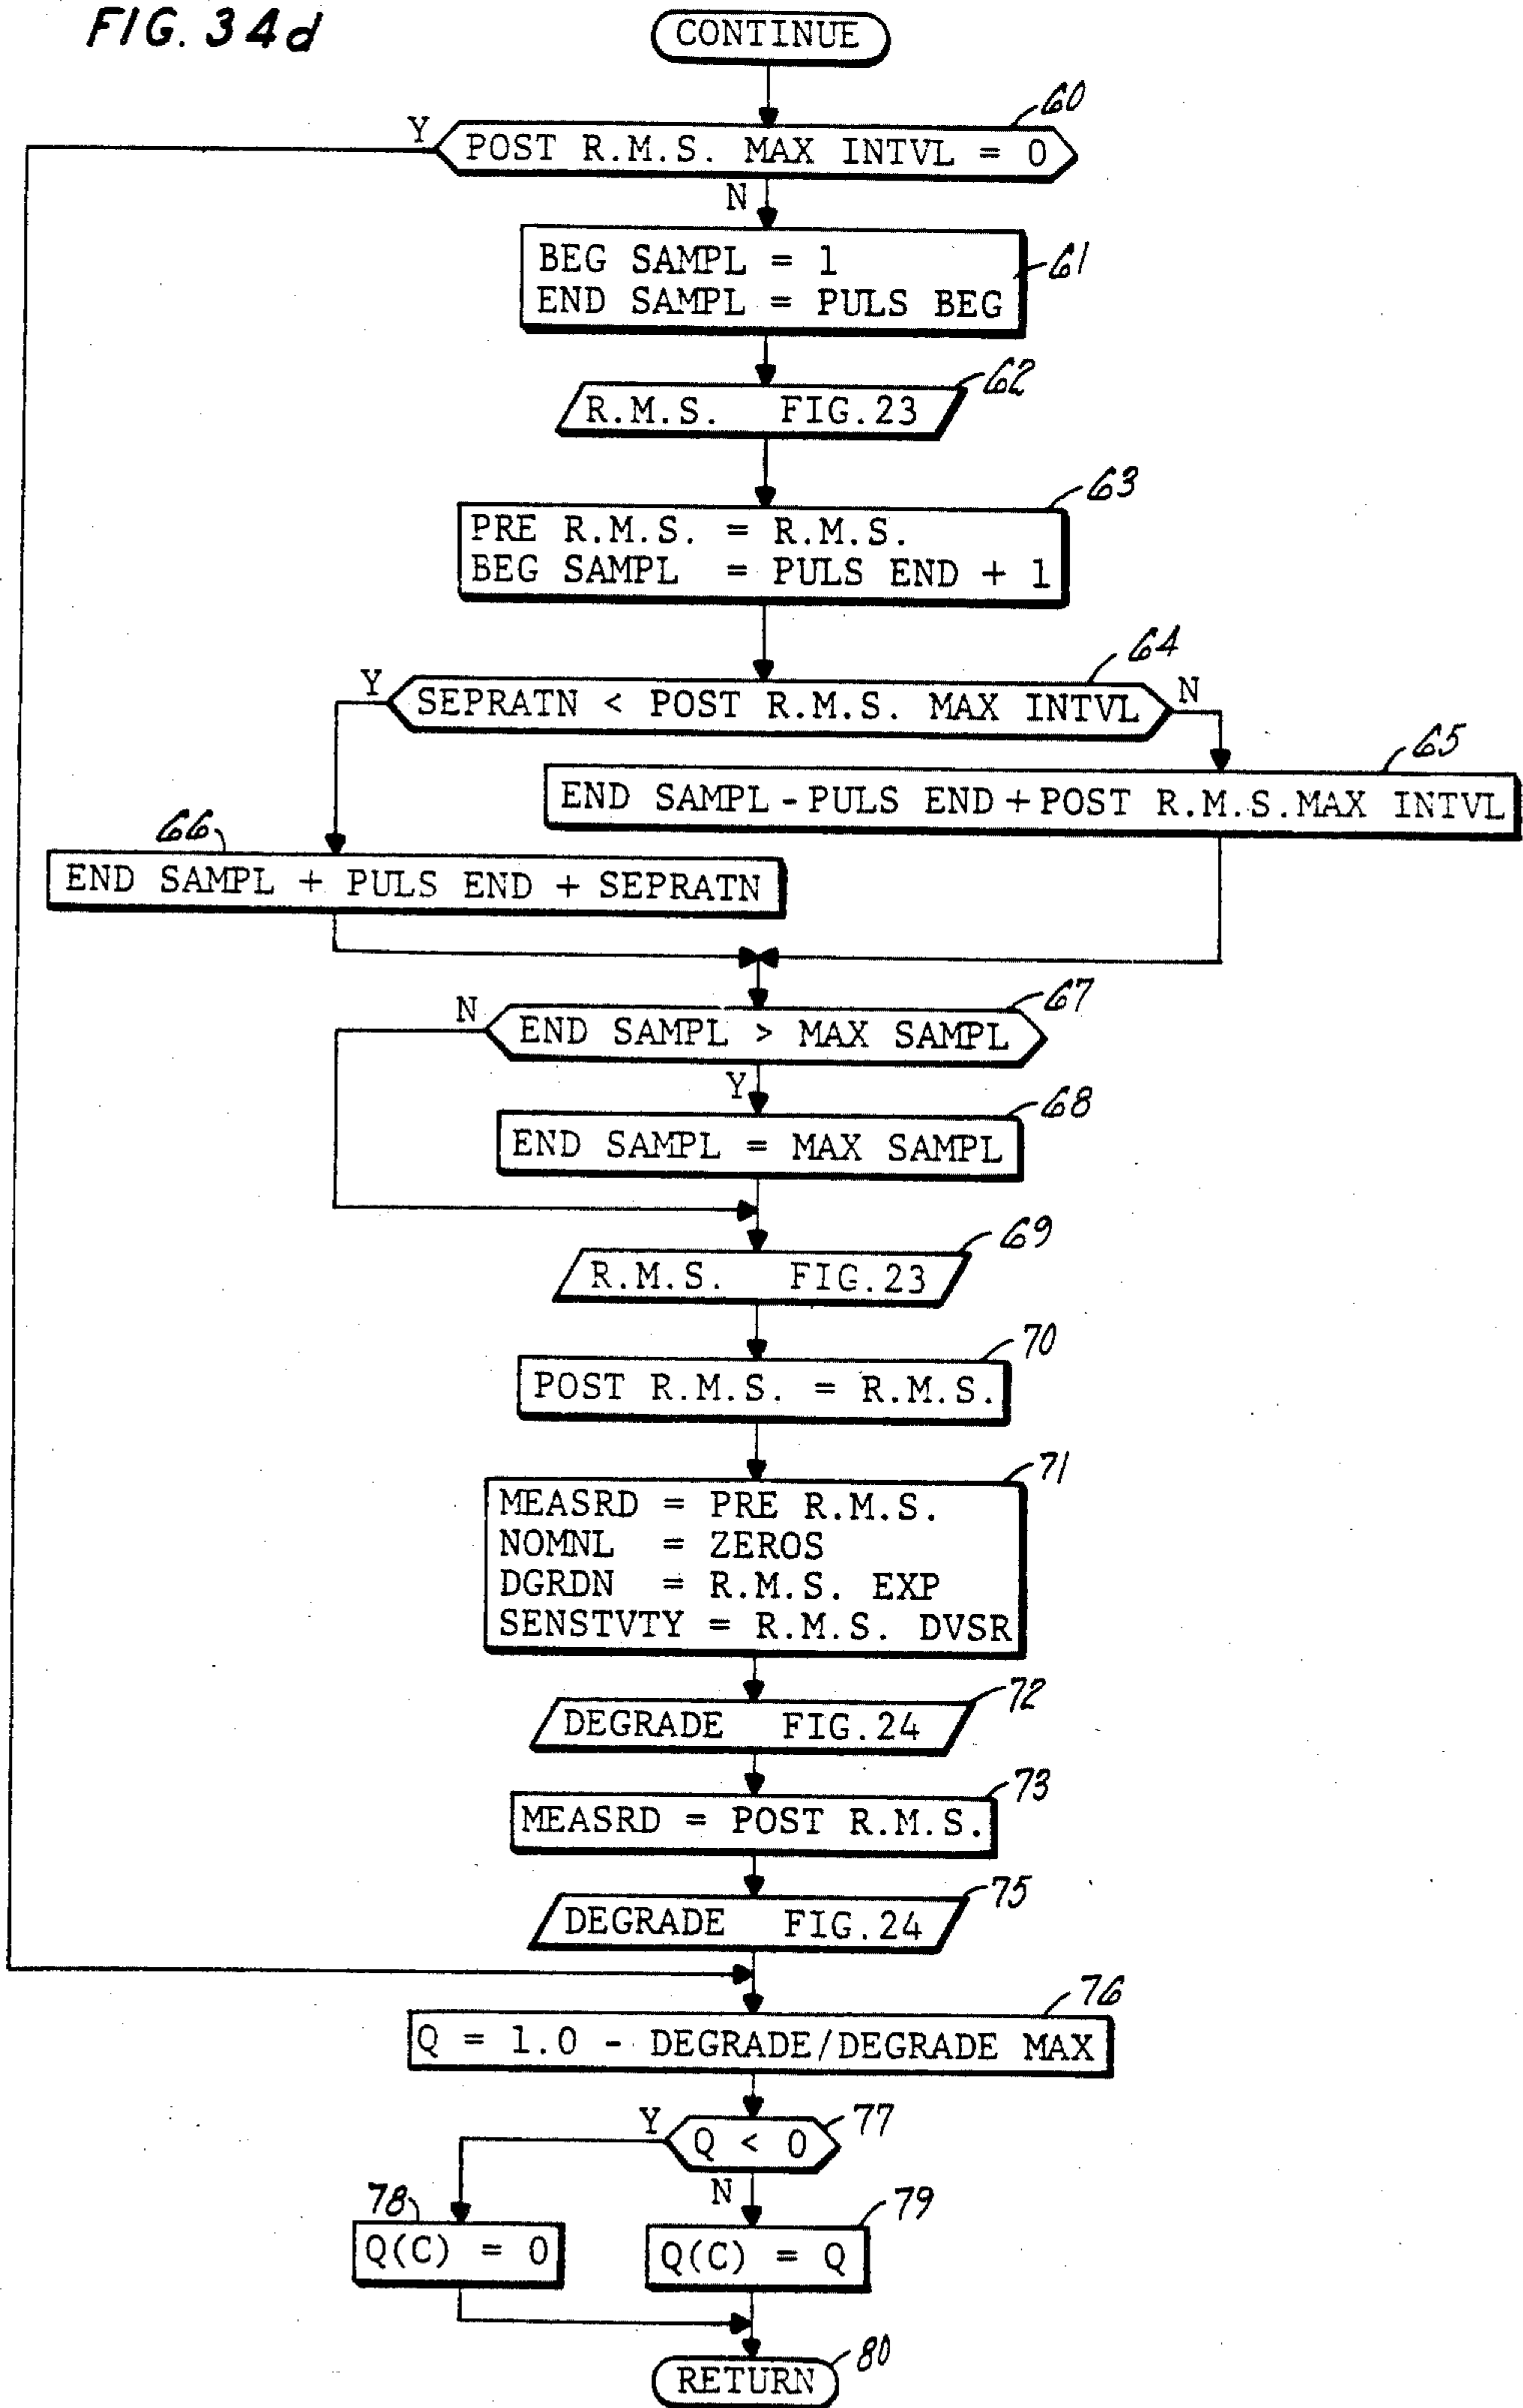 FIG. 34d
CONTINUE
60
Y
POST R.M.S. MAX INTVL = 0
N
BEG SAMPL = 1
END SAMPL = PULS BEG
61
62
R.M.S. FIG.23
63
PRE R.M.S. = R.M.S.
BEG SAMPL = PULS END + 1
64
Y
SEPRATN < POST R.M.S. MAX INTVL
N
65
END SAMPL - PULS END + POST R.M.S. MAX INTVL
66
END SAMPL + PULS END + SEPRATN
67
N
END SAMPL > MAX SAMPL
Y
68
END SAMPL = MAX SAMPL
69
R.M.S. FIG.23
70
POST R.M.S. = R.M.S.
71
MEASRD = PRE R.M.S.
NOMNL = ZEROS
DGRDN = R.M.S. EXP
SENSTVTY = R.M.S. DVSR
72
DEGRADE FIG.24
73
MEASRD = POST R.M.S.
75
DEGRADE FIG.24
76
Q = 1.0 - DEGRADE/DEGRADE MAX
77
Y
Q < 0
N
78
Q(C) = 0
79
Q(C) = Q
80
RETURN